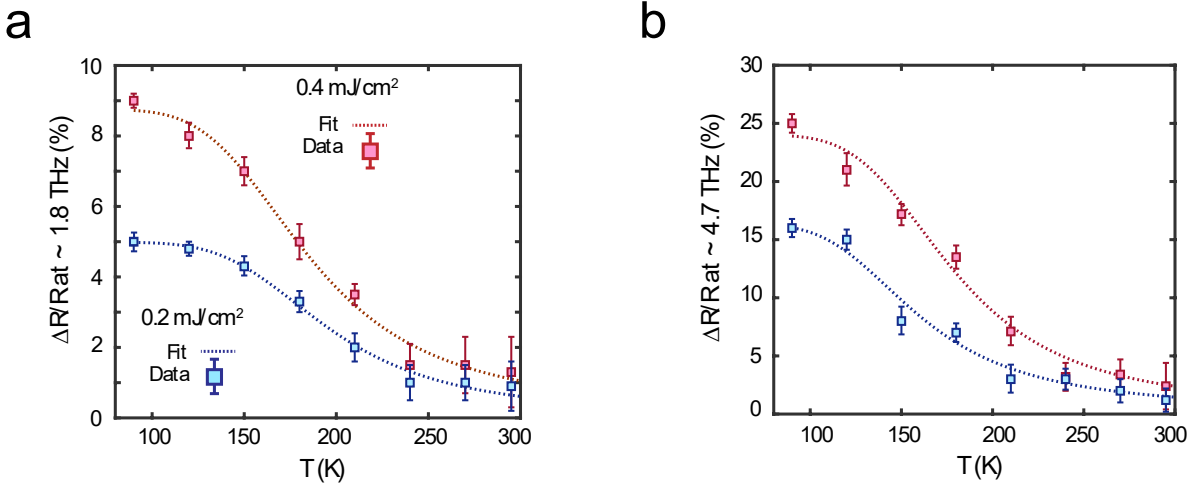 a
b
10
8
6
4
2
0
ΔR/Rat ~ 1.8 THz (%)
0.4 mJ/cm²
Fit
Data
0.2 mJ/cm²
Fit
Data
100
150
200
250
300
T (K)
30
25
20
15
10
5
0
ΔR/Rat ~ 4.7 THz (%)
100
150
200
250
300
T (K)